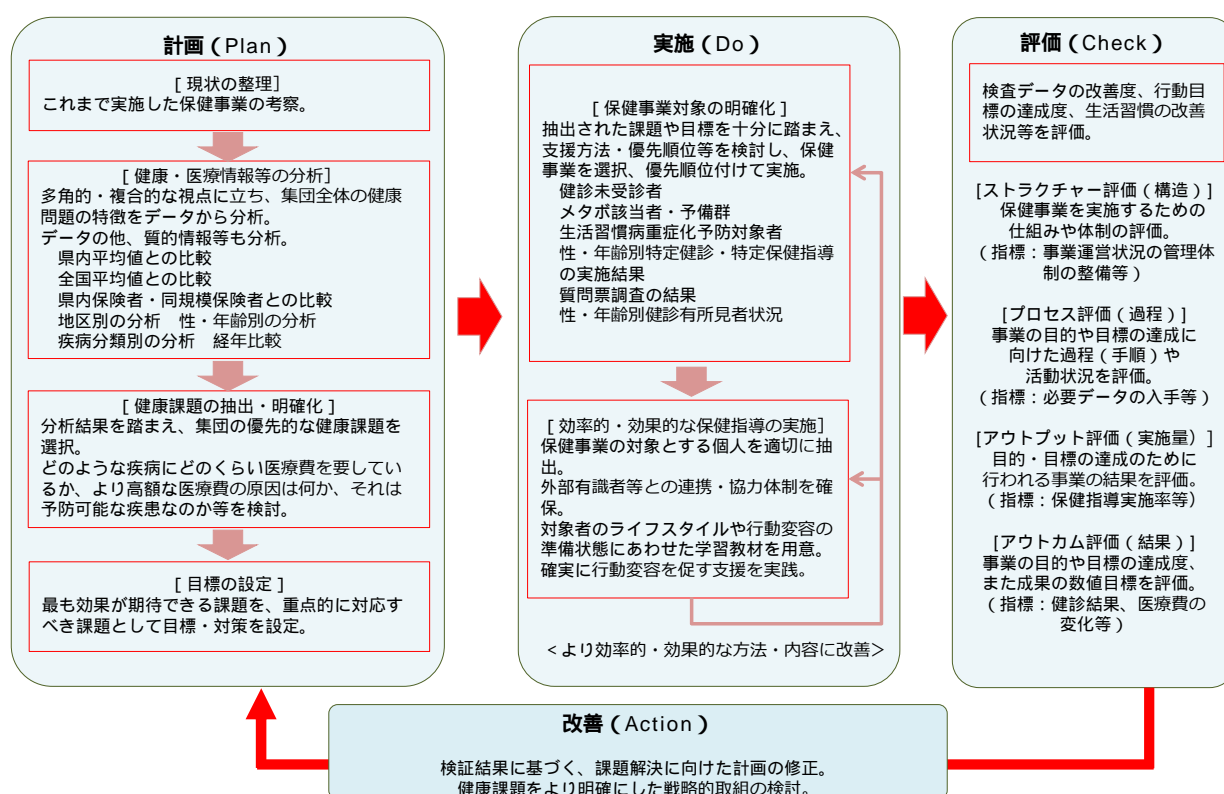 計画（Plan）
[ 現状の整理]
これまで実施した保健事業の考察。
[ 健康・医療情報等の分析]
多角的・複合的な視点に立ち、集団全体の健康
問題の特徴をデータから分析。
データの他、質的情報等も分析。
県内平均値との比較
全国平均値との比較
県内保険者・同規模保険者との比較
地区別の分析　性・年齢別の分析
疾病分類別の分析　経年比較
[ 健康課題の抽出・明確化 ]
分析結果を踏まえ、集団の優先的な健康課題を
選択。
どのような疾病にどのくらい医療費を要してい
るか、より高額な医療費の原因は何か、それは
予防可能な疾患なのか等を検討。
[ 目標の設定 ]
最も効果が期待できる課題を、重点的に対応す
べき課題として目標・対策を設定。
実施（Do）
[ 保健事業対象の明確化 ]
抽出された課題や目標を十分に踏まえ、
支援方法・優先順位等を検討し、保健
事業を選択、優先順位付けて実施。
健診未受診者
メタボ該当者・予備群
生活習慣病重症化予防対象者
性・年齢別特定健診・特定保健指導
の実施結果
質問票調査の結果
性・年齢別健診有所見者状況
[ 効率的・効果的な保健指導の実施]
保健事業の対象とする個人を適切に抽
出。
外部有識者等との連携・協力体制を確
保。
対象者のライフスタイルや行動変容の
準備状態にあわせた学習教材を用意。
確実に行動変容を促す支援を実践。
＜より効率的・効果的な方法・内容に改善＞
評価（Check）
検査データの改善度、行動目
標の達成度、生活習慣の改善
状況等を評価。
[ストラクチャー評価（構造）]
保健事業を実施するための
仕組みや体制の評価。
（指標：事業運営状況の管理体
制の整備等）
[プロセス評価（過程）]
事業の目的や目標の達成に
向けた過程（手順）や
活動状況を評価。
（指標：必要データの入手等）
[アウトプット評価（実施量）]
目的・目標の達成のために
行われる事業の結果を評価。
（指標：保健指導実施率等）
[アウトカム評価（結果）]
事業の目的や目標の達成度、
また成果の数値目標を評価。
（指標：健診結果、医療費の
変化等）
改善（Action）
検証結果に基づく、課題解決に向けた計画の修正。
健康課題をより明確にした戦略的取組の検討。